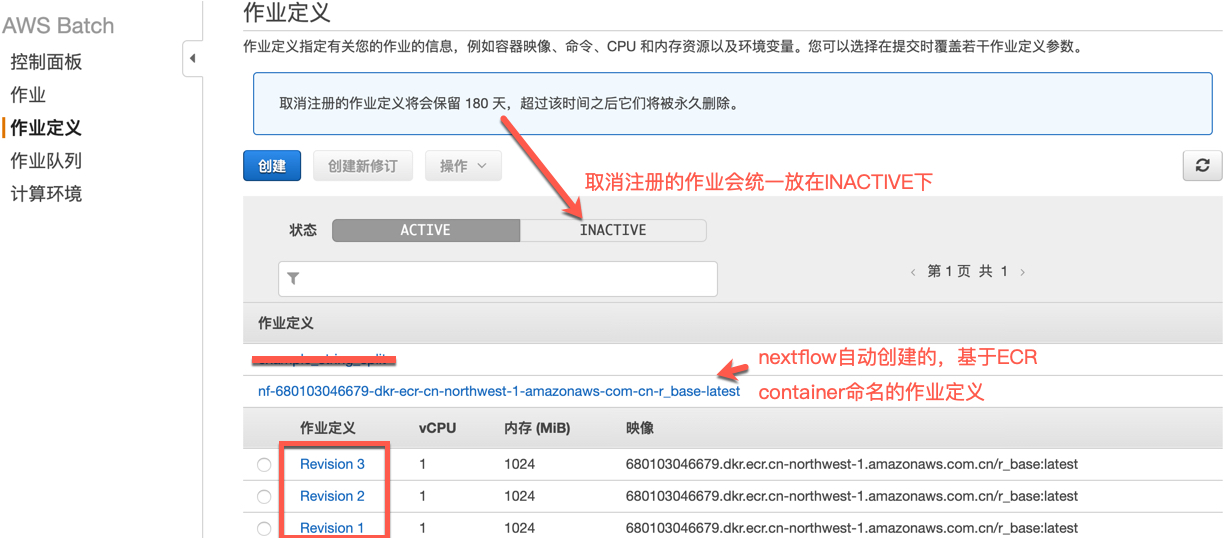 AWS Batch
控制面板
作业
作业定义
作业队列
计算环境
作业定义
作业定义指定有关您的作业的信息，例如容器映像、命令、CPU 和内存资源以及环境变量。您可以选择在提交时覆盖若干作业定义参数。
取消注册的作业定义将会保留 180 天，超过该时间之后它们将被永久删除。
创建 创建新修订 操作
取消注册的作业会统一放在INACTIVE下
状态 ACTIVE INACTIVE
第 1 页 共 1
作业定义
nextflow自动创建的，基于ECR
nf-680103046679-dkr-ecr-cn-northwest-1-amazonaws-com-cn-r_base-latest
container命名的作业定义
作业定义 vCPU 内存 (MiB) 映像
Revision 3 1 1024 680103046679.dkr.ecr.cn-northwest-1.amazonaws.com.cn/r_base:latest
Revision 2 1 1024 680103046679.dkr.ecr.cn-northwest-1.amazonaws.com.cn/r_base:latest
Revision 1 1 1024 680103046679.dkr.ecr.cn-northwest-1.amazonaws.com.cn/r_base:latest